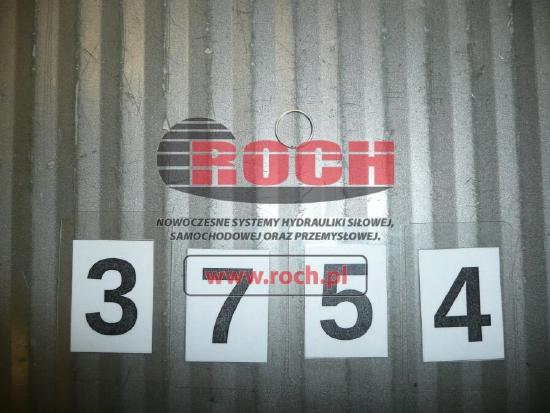 ROCH
NOWOCZESNE SYSTEMY HYDRAULIKI SIŁOWEJ,
SAMOCHODOWEJ ORAZ PRZEMYSŁOWEJ.
www.roch.pl
3 7 5 4